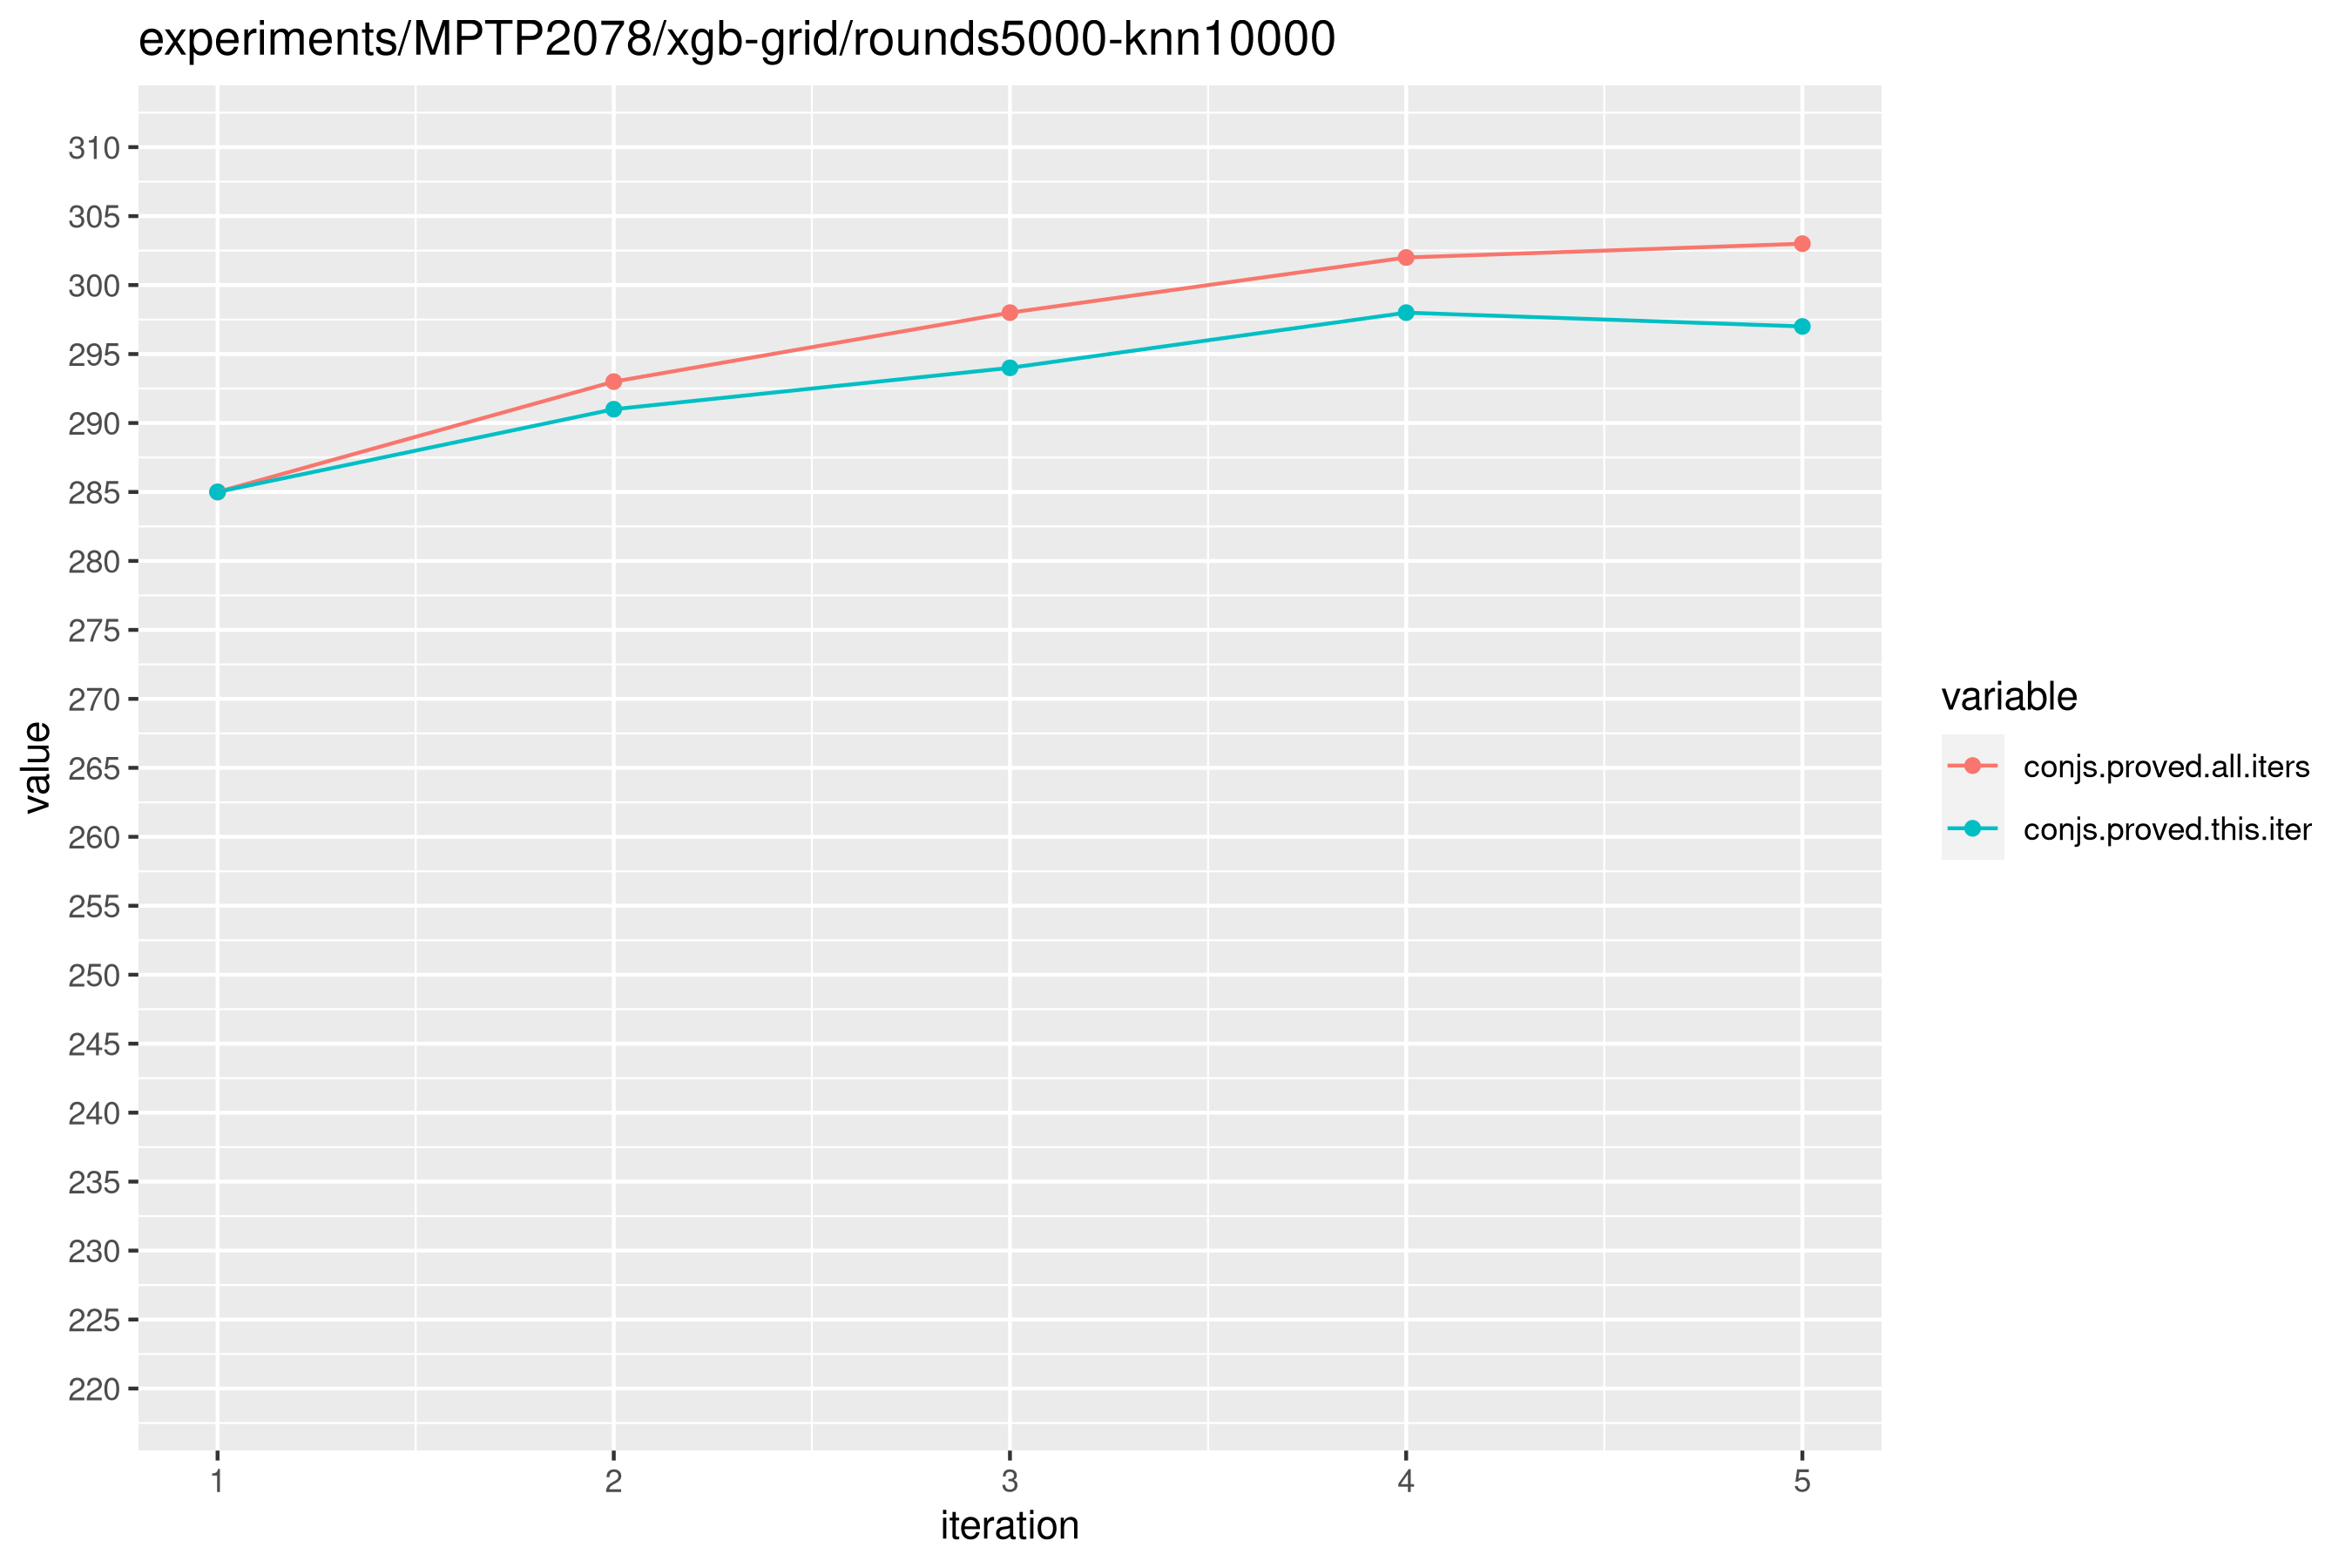 experiments/MPTP2078/xgb-grid/rounds5000-knn10000
value
310
305
300
295
290
285
280
275
270
265
260
255
250
245
240
235
230
225
220
1 2 3 4 5
iteration
variable
conjs.proved.all.iters
conjs.proved.this.iter